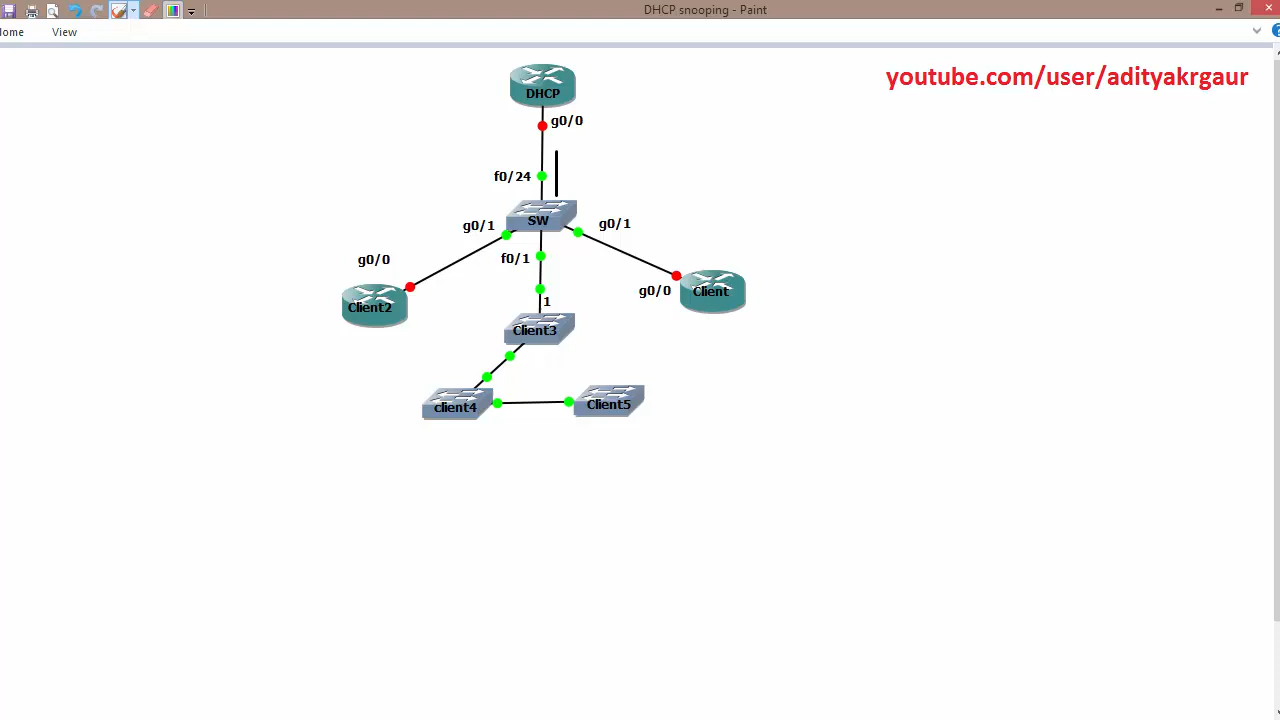 DHCP snooping - Paint
ome
View
youtube.com/user/adityakrgaur
DHCP
g0/0
f0/24
SW
g0/1
g0/1
f0/1
g0/0
g0/0
Client
Client2
1
Client3
client4
Client5